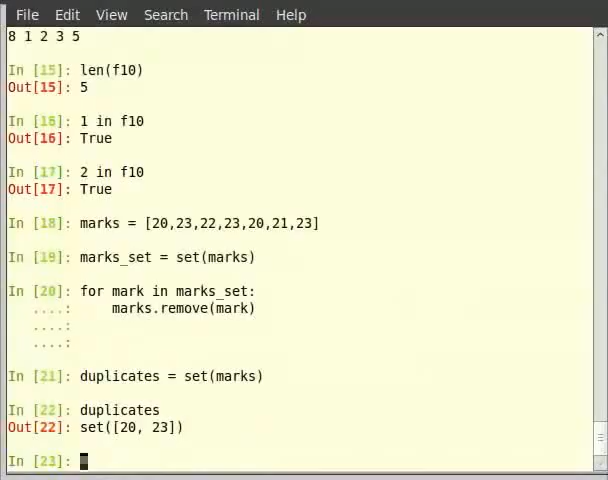 File Edit View Search Terminal Help
8 1 2 3 5
In [15]: len(f10)
Out[15]: 5
In [16]: 1 in f10
Out[16]: True
In [17]: 2 in f10
Out[17]: True
In [18]: marks = [20,23,22,23,20,21,23]
In [19]: marks_set = set(marks)
In [20]: for mark in marks_set:
....:     marks.remove(mark)
....:
....:
In [21]: duplicates = set(marks)
In [22]: duplicates
Out[22]: set([20, 23])
In [23]: